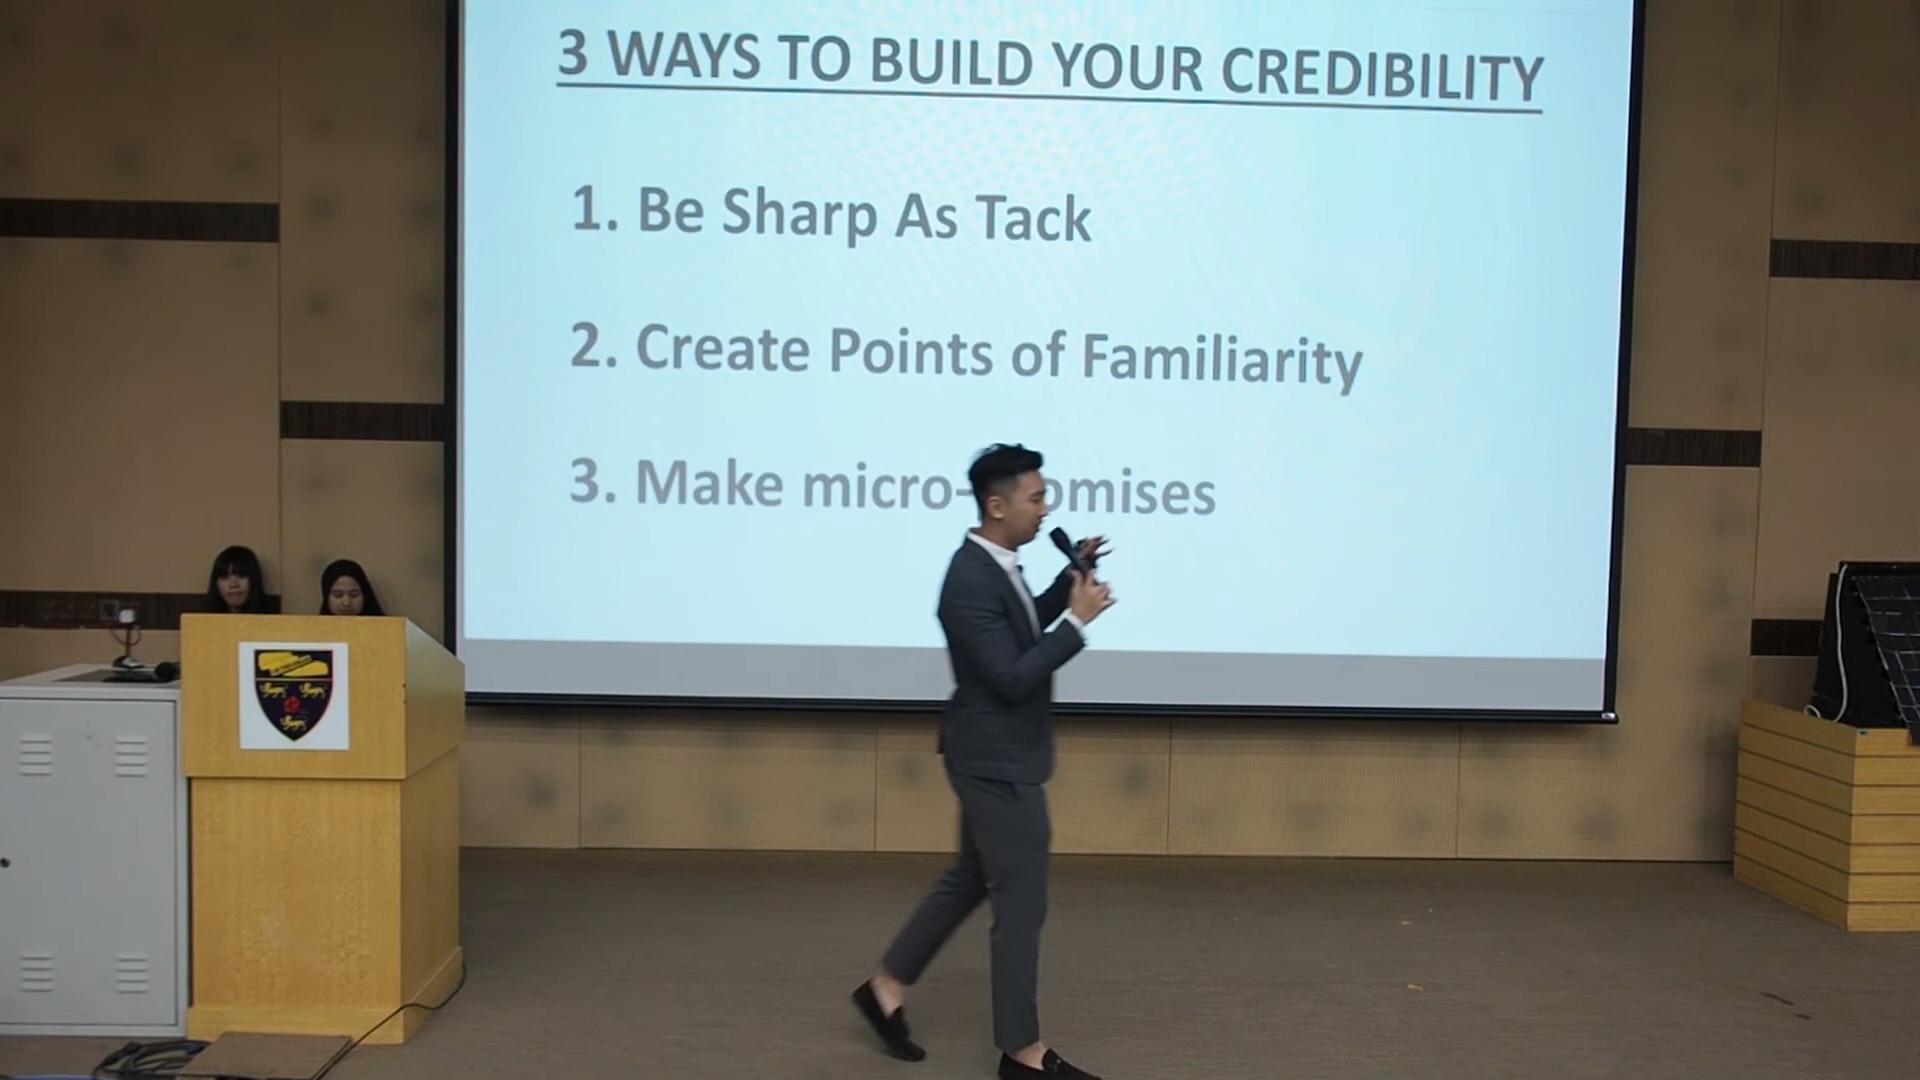 3 WAYS TO BUILD YOUR CREDIBILITY
1. Be Sharp As Tack
2. Create Points of Familiarity
3. Make micro- omises